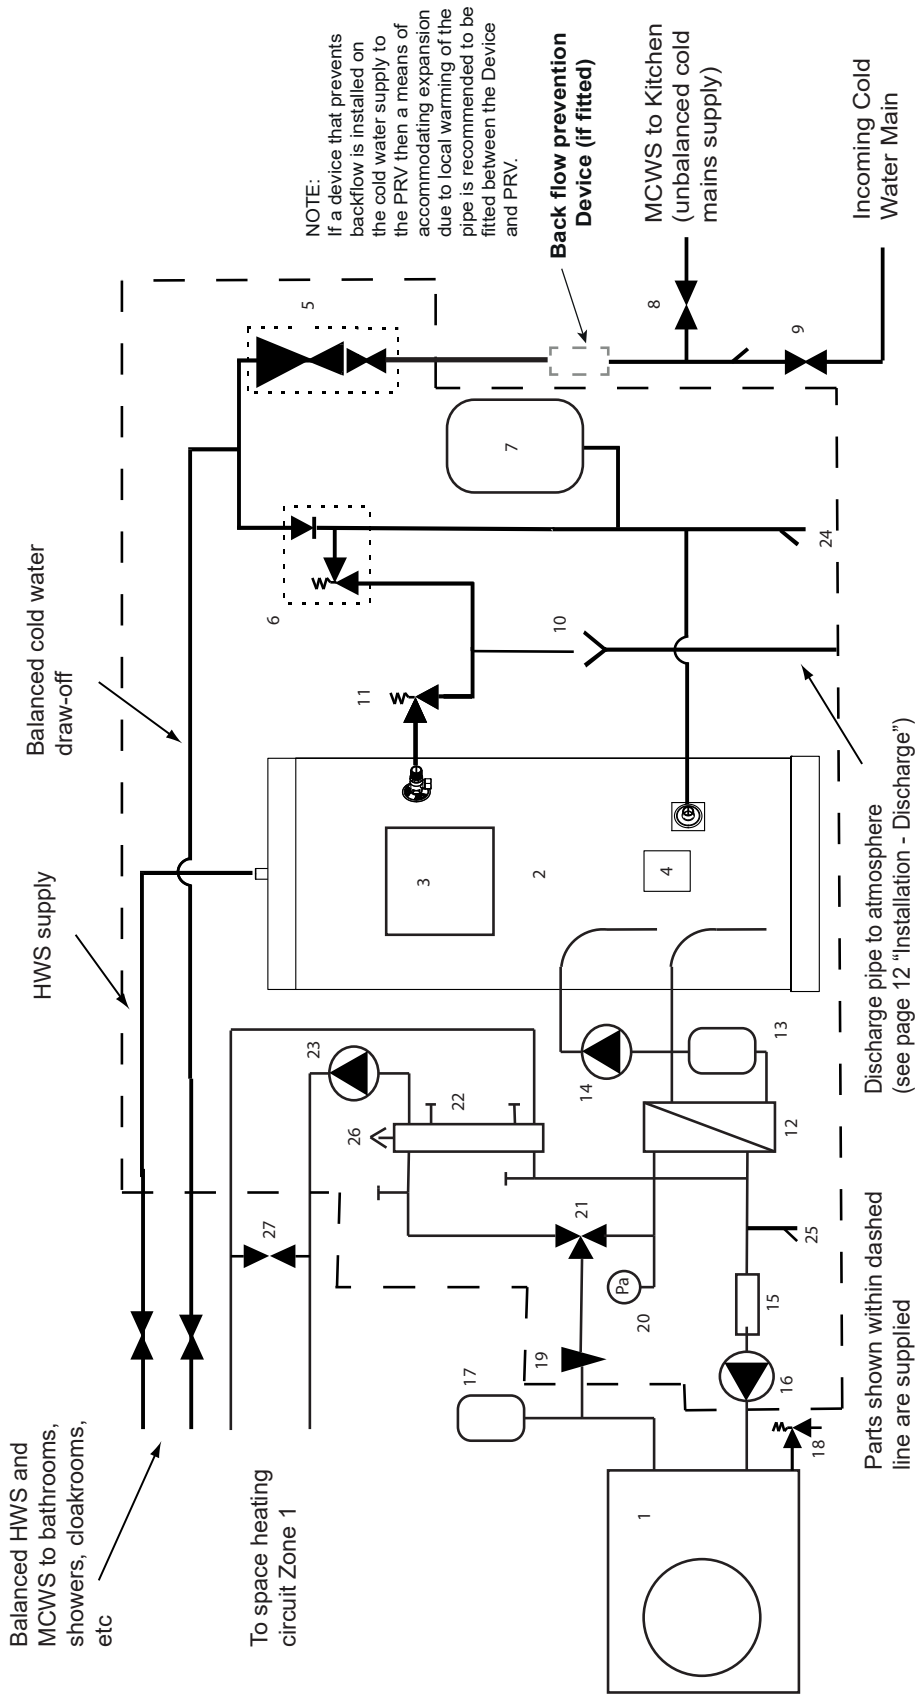 Balanced HWS and
MCWS to bathrooms,
showers, cloakrooms,
etc
HWS supply
Balanced cold water
draw-off
NOTE:
If a device that prevents
backflow is installed on
the cold water supply to
the PRV then a means of
accommodating expansion
due to local warming of the
pipe is recommended to be
fitted between the Device
and PRV.
Back flow prevention
Device (if fitted)
MCWS to Kitchen
(unbalanced cold
mains supply)
Incoming Cold
Water Main
To space heating
circuit Zone 1
Parts shown within dashed
line are supplied
Discharge pipe to atmosphere
(see page 12 “Installation - Discharge”)
27
23
26
22
5
6
11
3
2
4
7
8
9
10
24
17
19
21
Pa
20
14
13
12
25
15
16
18
1